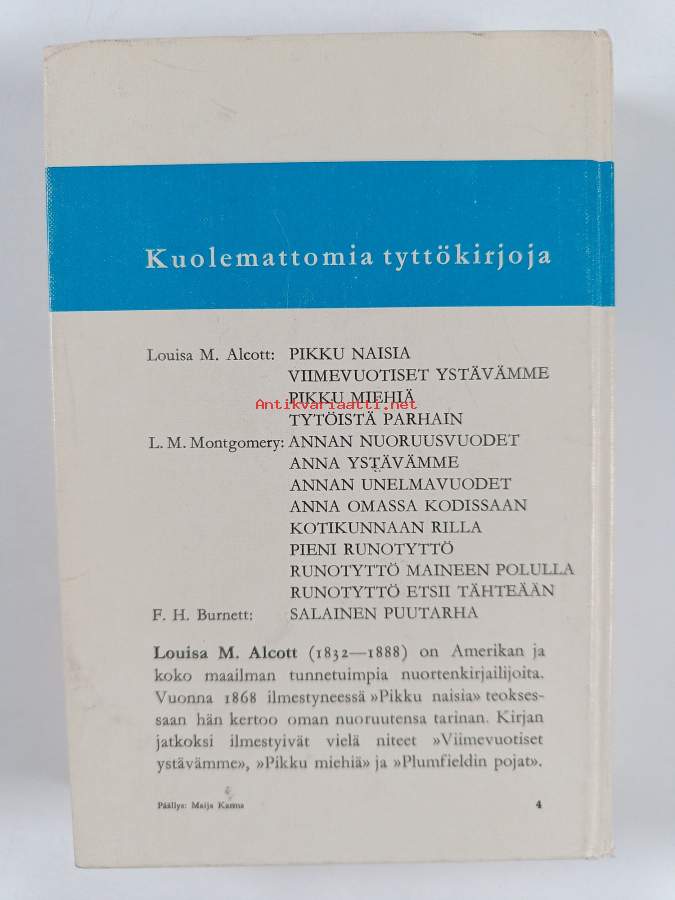 Kuolemattomia tyttökirjoja
Louisa M. Alcott: PIKKU NAISIA
VIIMEVUOTISET YSTÄVÄMME
PIKKU MIEHIÄ
Antikvariaatti.net
TYTÖISTÄ PARHAIN
L. M. Montgomery: ANNAN NUORUUSVUODET
ANNA YSTÄVÄMME
ANNAN UNELMAVUODET
ANNA OMASSA KODISSAAN
KOTIKUNNAAN RILLA
PIENI RUNOTYTTÖ
RUNOTYTTÖ MAINEEN POLULLA
RUNOTYTTÖ ETSII TÄHTEÄÄN
F. H. Burnett: SALAINEN PUUTARHA
Louisa M. Alcott (1832—1888) on Amerikan ja
koko maailman tunnetuimpia nuortenkirjailijoita.
Vuonna 1868 ilmestyneessä »Pikku naisia» teokses-
saan hän kertoo oman nuoruutensa tarinan. Kirjan
jatkoksi ilmestyivät vielä niteet »Viimevuotiset
ystävämme», »Pikku miehiä» ja »Plumfieldin pojat».
Päällys: Maija Karma 4